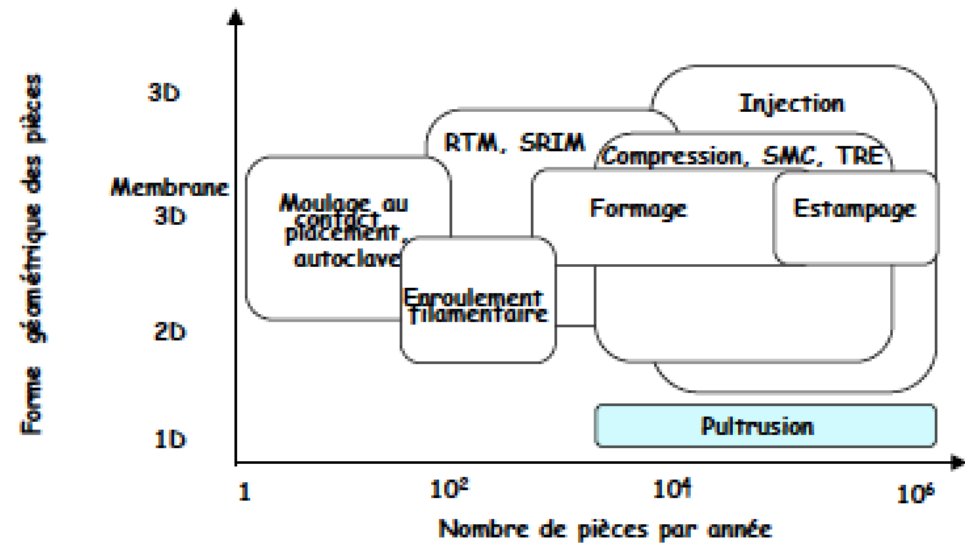 Forme géométrique des pièces
3D
Injection
RTM, SRIM
Compression, SMC, TRE
Membrane
3D
Moulage au
contact,
placement,
autoclave
Formage
Estampage
Enroulement
filamentaire
2D
Pultrusion
1D
1
10²
10⁴
10⁶
Nombre de pièces par année